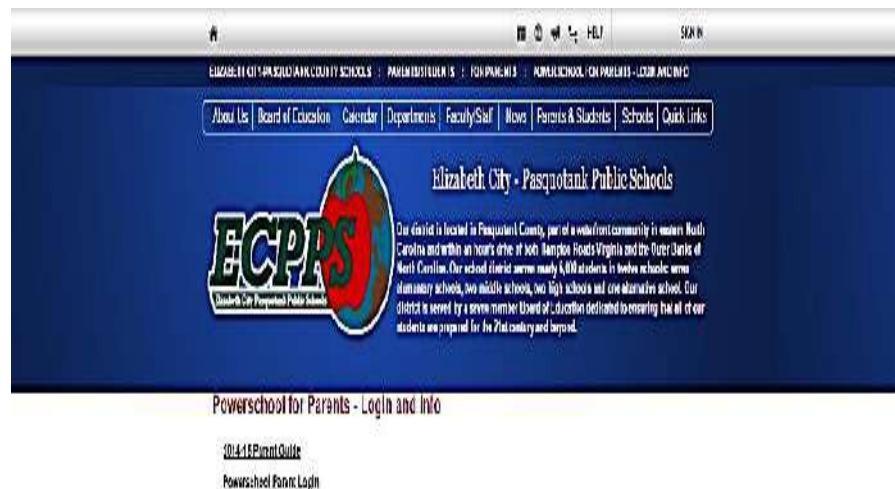 HELP SIGN IN
ELIZABETH CITY-PASQUOTANK COUNTY SCHOOLS : PARENTS/STUDENTS : FOR PARENTS : POWERSCHOOL FOR PARENTS - LOGIN AND INFO
About Us | Board of Education Calendar | Departments | Faculty/Staff | News | Parents & Students | Schools | Quick Links
Elizabeth City - Pasquotank Public Schools
ECPPS
Elizabeth City Pasquotank Public Schools
Our district is located in Pasquotank County, part of a waterfront community in eastern North
Carolina and within an hour's drive of both Hampton Roads Virginia and the Outer Banks of
North Carolina. Our school district serves nearly 6,000 students in twelve schools: seven
elementary schools, two middle schools, two high schools and one alternative school. Our
district is served by a seven member Board of Education dedicated to ensuring that all of our
students are prepared for the 21st century and beyond.
Powerschool for Parents - Login and Info
2014-15 Parent Guide
Powerschool Parent Login